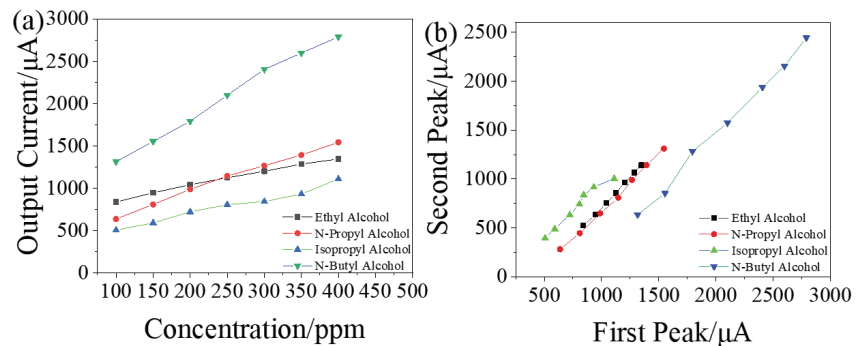 (a)
Output Current/μA
3000
2500
2000
1500
1000
500
0
Ethyl Alcohol
N-Propyl Alcohol
Isopropyl Alcohol
N-Butyl Alcohol
100 150 200 250 300 350 400 450 500
Concentration/ppm
(b)
Second Peak/μA
2500
2000
1500
1000
500
0
Ethyl Alcohol
N-Propyl Alcohol
Isopropyl Alcohol
N-Butyl Alcohol
500 1000 1500 2000 2500 3000
First Peak/μA